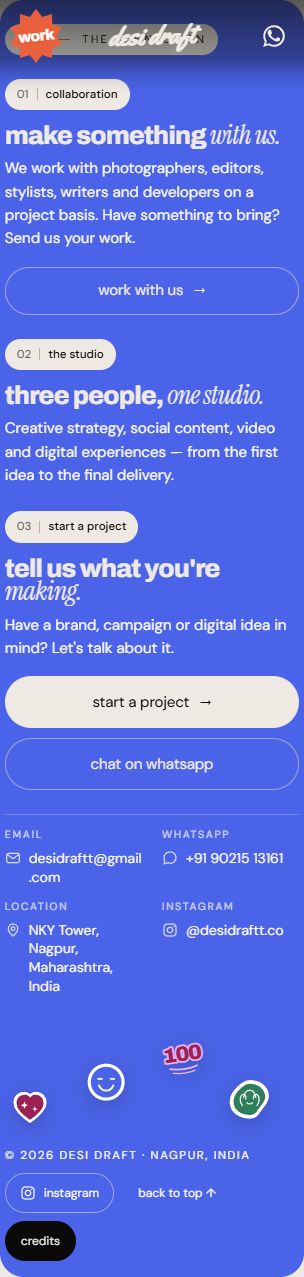 work
desi draft
THE
N
01 | collaboration
make something with us.
We work with photographers, editors,
stylists, writers and developers on a
project basis. Have something to bring?
Send us your work.
work with us →
02 | the studio
three people, one studio.
Creative strategy, social content, video
and digital experiences — from the first
idea to the final delivery.
03 | start a project
tell us what you're
making.
Have a brand, campaign or digital idea in
mind? Let's talk about it.
start a project →
chat on whatsapp
EMAIL
desidraftt@gmail
.com
WHATSAPP
+91 90215 13161
LOCATION
NKY Tower,
Nagpur,
Maharashtra,
India
INSTAGRAM
@desidraftt.co
100
© 2026 DESI DRAFT · NAGPUR, INDIA
instagram
back to top ↑
credits